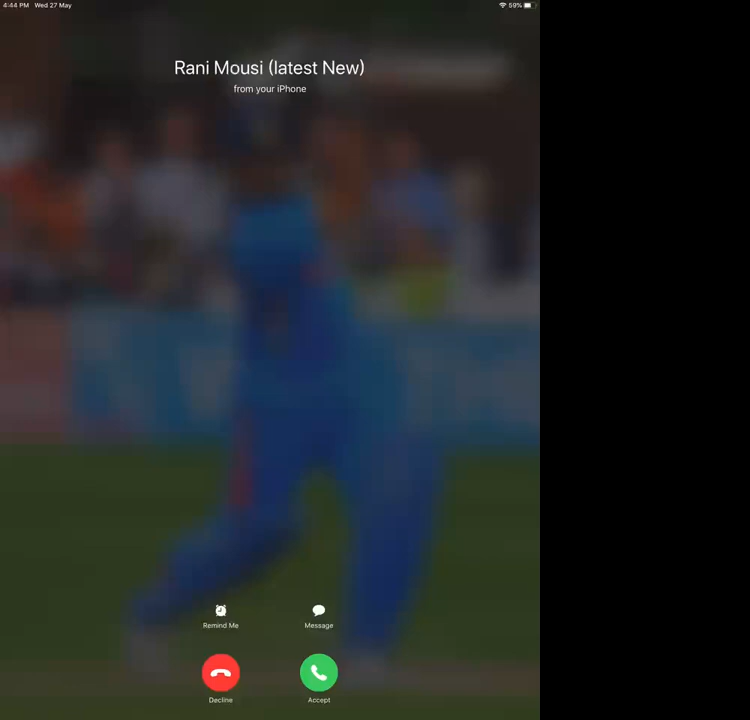 4:44 PM Wed 27 May 59%
Rani Mousi (latest New)
from your iPhone
Remind Me Message
Decline Accept